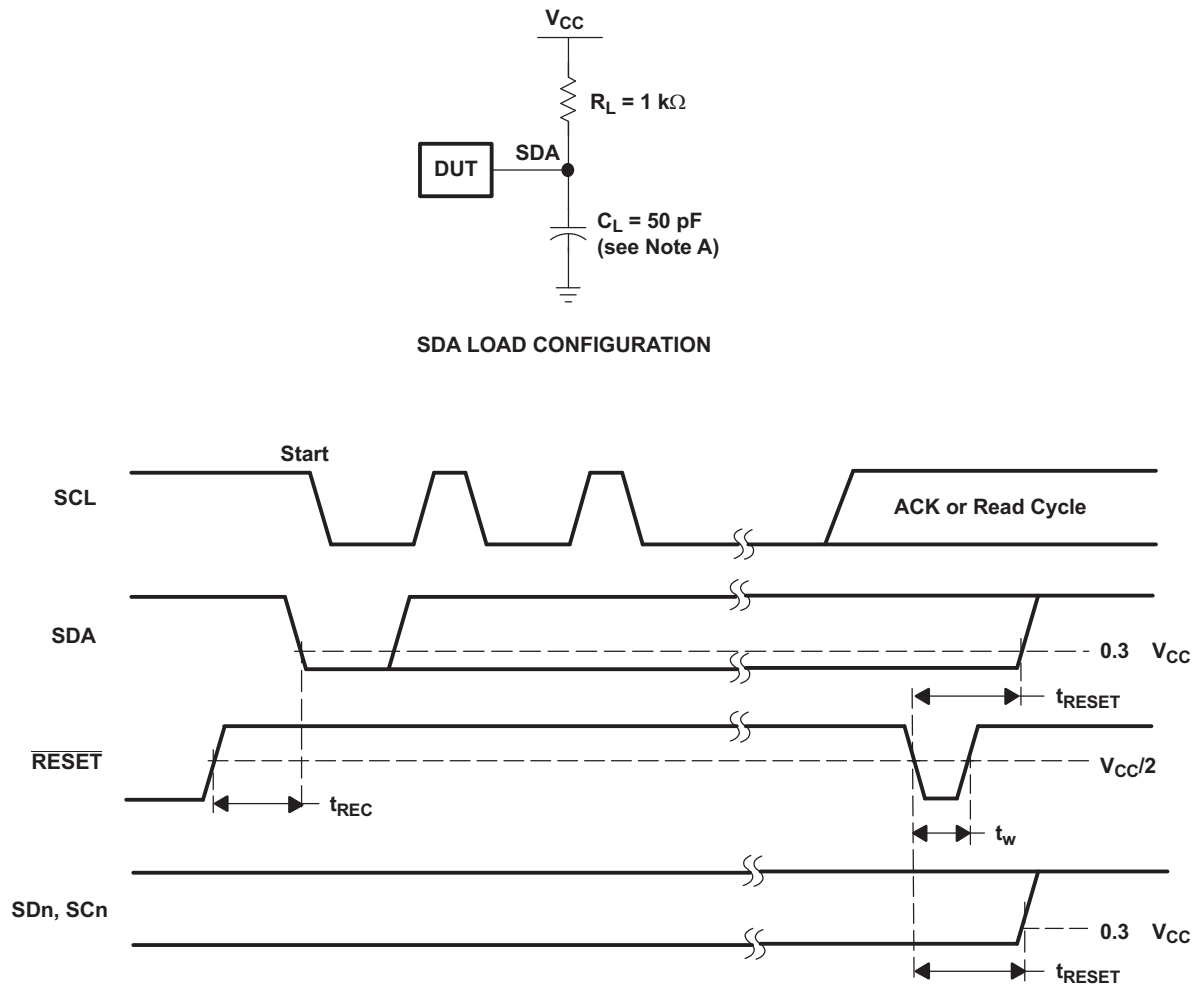 VCC
RL = 1 kΩ
SDA
DUT
CL = 50 pF
(see Note A)
SDA LOAD CONFIGURATION
Start
SCL
ACK or Read Cycle
SDA
0.3 VCC
tRESET
RESET
VCC/2
tREC
tw
SDn, SCn
0.3 VCC
tRESET